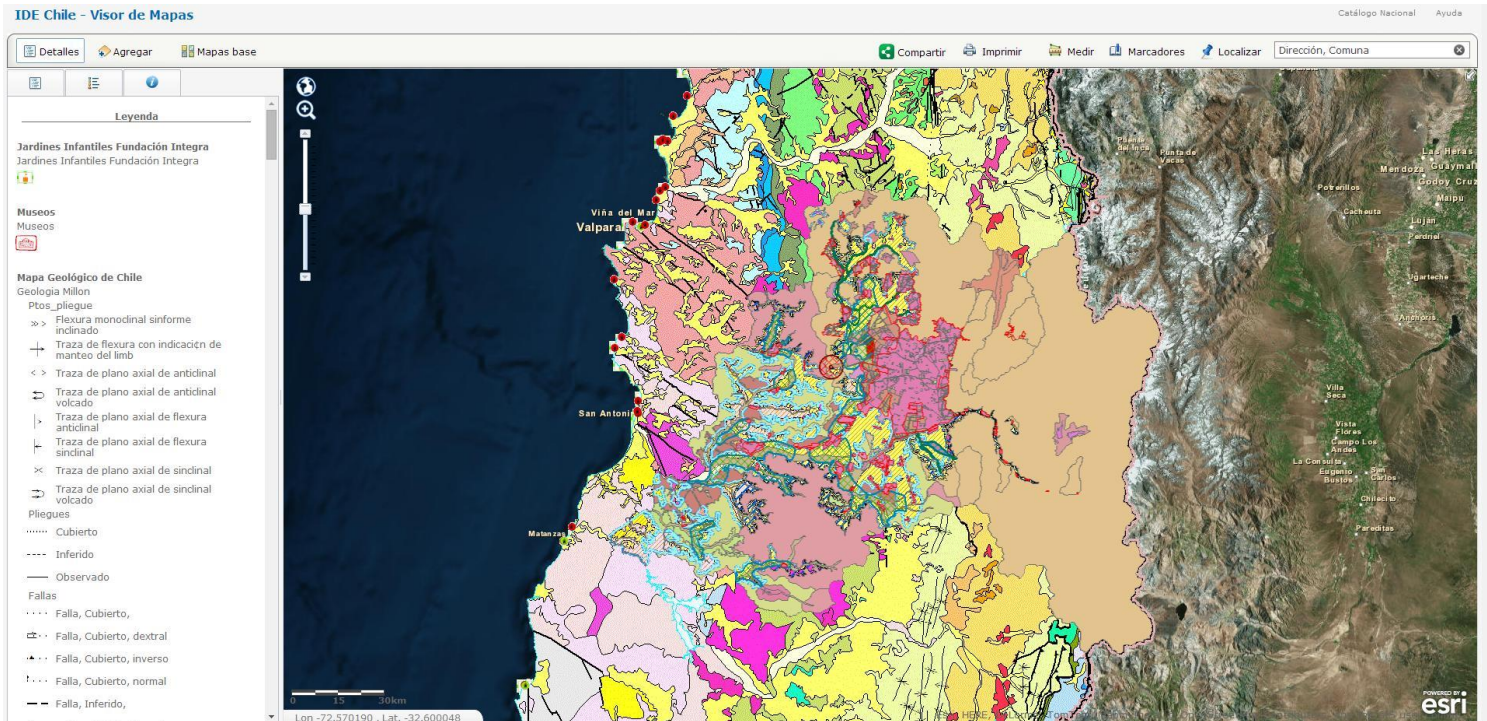 IDE Chile - Visor de Mapas
Catálogo Nacional Ayuda
Detalles Agregar Mapas base Compartir Imprimir Medir Marcadores Localizar Dirección, Comuna
Leyenda
Jardines Infantiles Fundación Integra
Jardines Infantiles Fundación Integra
Museos
Museos
Mapa Geológico de Chile
Geologia Millon
Ptos_pliegue
Flexura monoclinal sinforme
inclinado
Traza de flexura con indicación de
manteo del limb
Traza de plano axial de anticlinal
Traza de plano axial de anticlinal
volcado
Traza de plano axial de flexura
anticlinal
Traza de plano axial de flexura
sinclinal
Traza de plano axial de sinclinal
Traza de plano axial de sinclinal
volcado
Pliegues
Cubierto
Inferido
Observado
Fallas
Falla, Cubierto,
Falla, Cubierto, dextral
Falla, Cubierto, inverso
Falla, Cubierto, normal
Falla, Inferido,
Puente
del Inca
Punta de
Vacas
Las Heras
Mendoza
Guaymall
Godoy Cruz
Potrerillos
Maipu
Cacheuta
Lujan
Perdriel
Ugarteche
Anchoris
Viña del Mar
Valpara
San Antoni
Matanzas
Villa
Seca
Vista
Flores
Campo Los
Andes
La Consulta
Eugenio
Bustos
San
Carlos
Chilecito
Pareditas
0 15 30km
Lon -72.570190 , Lat. -32.600048
HERE,
POWERED BY
esri